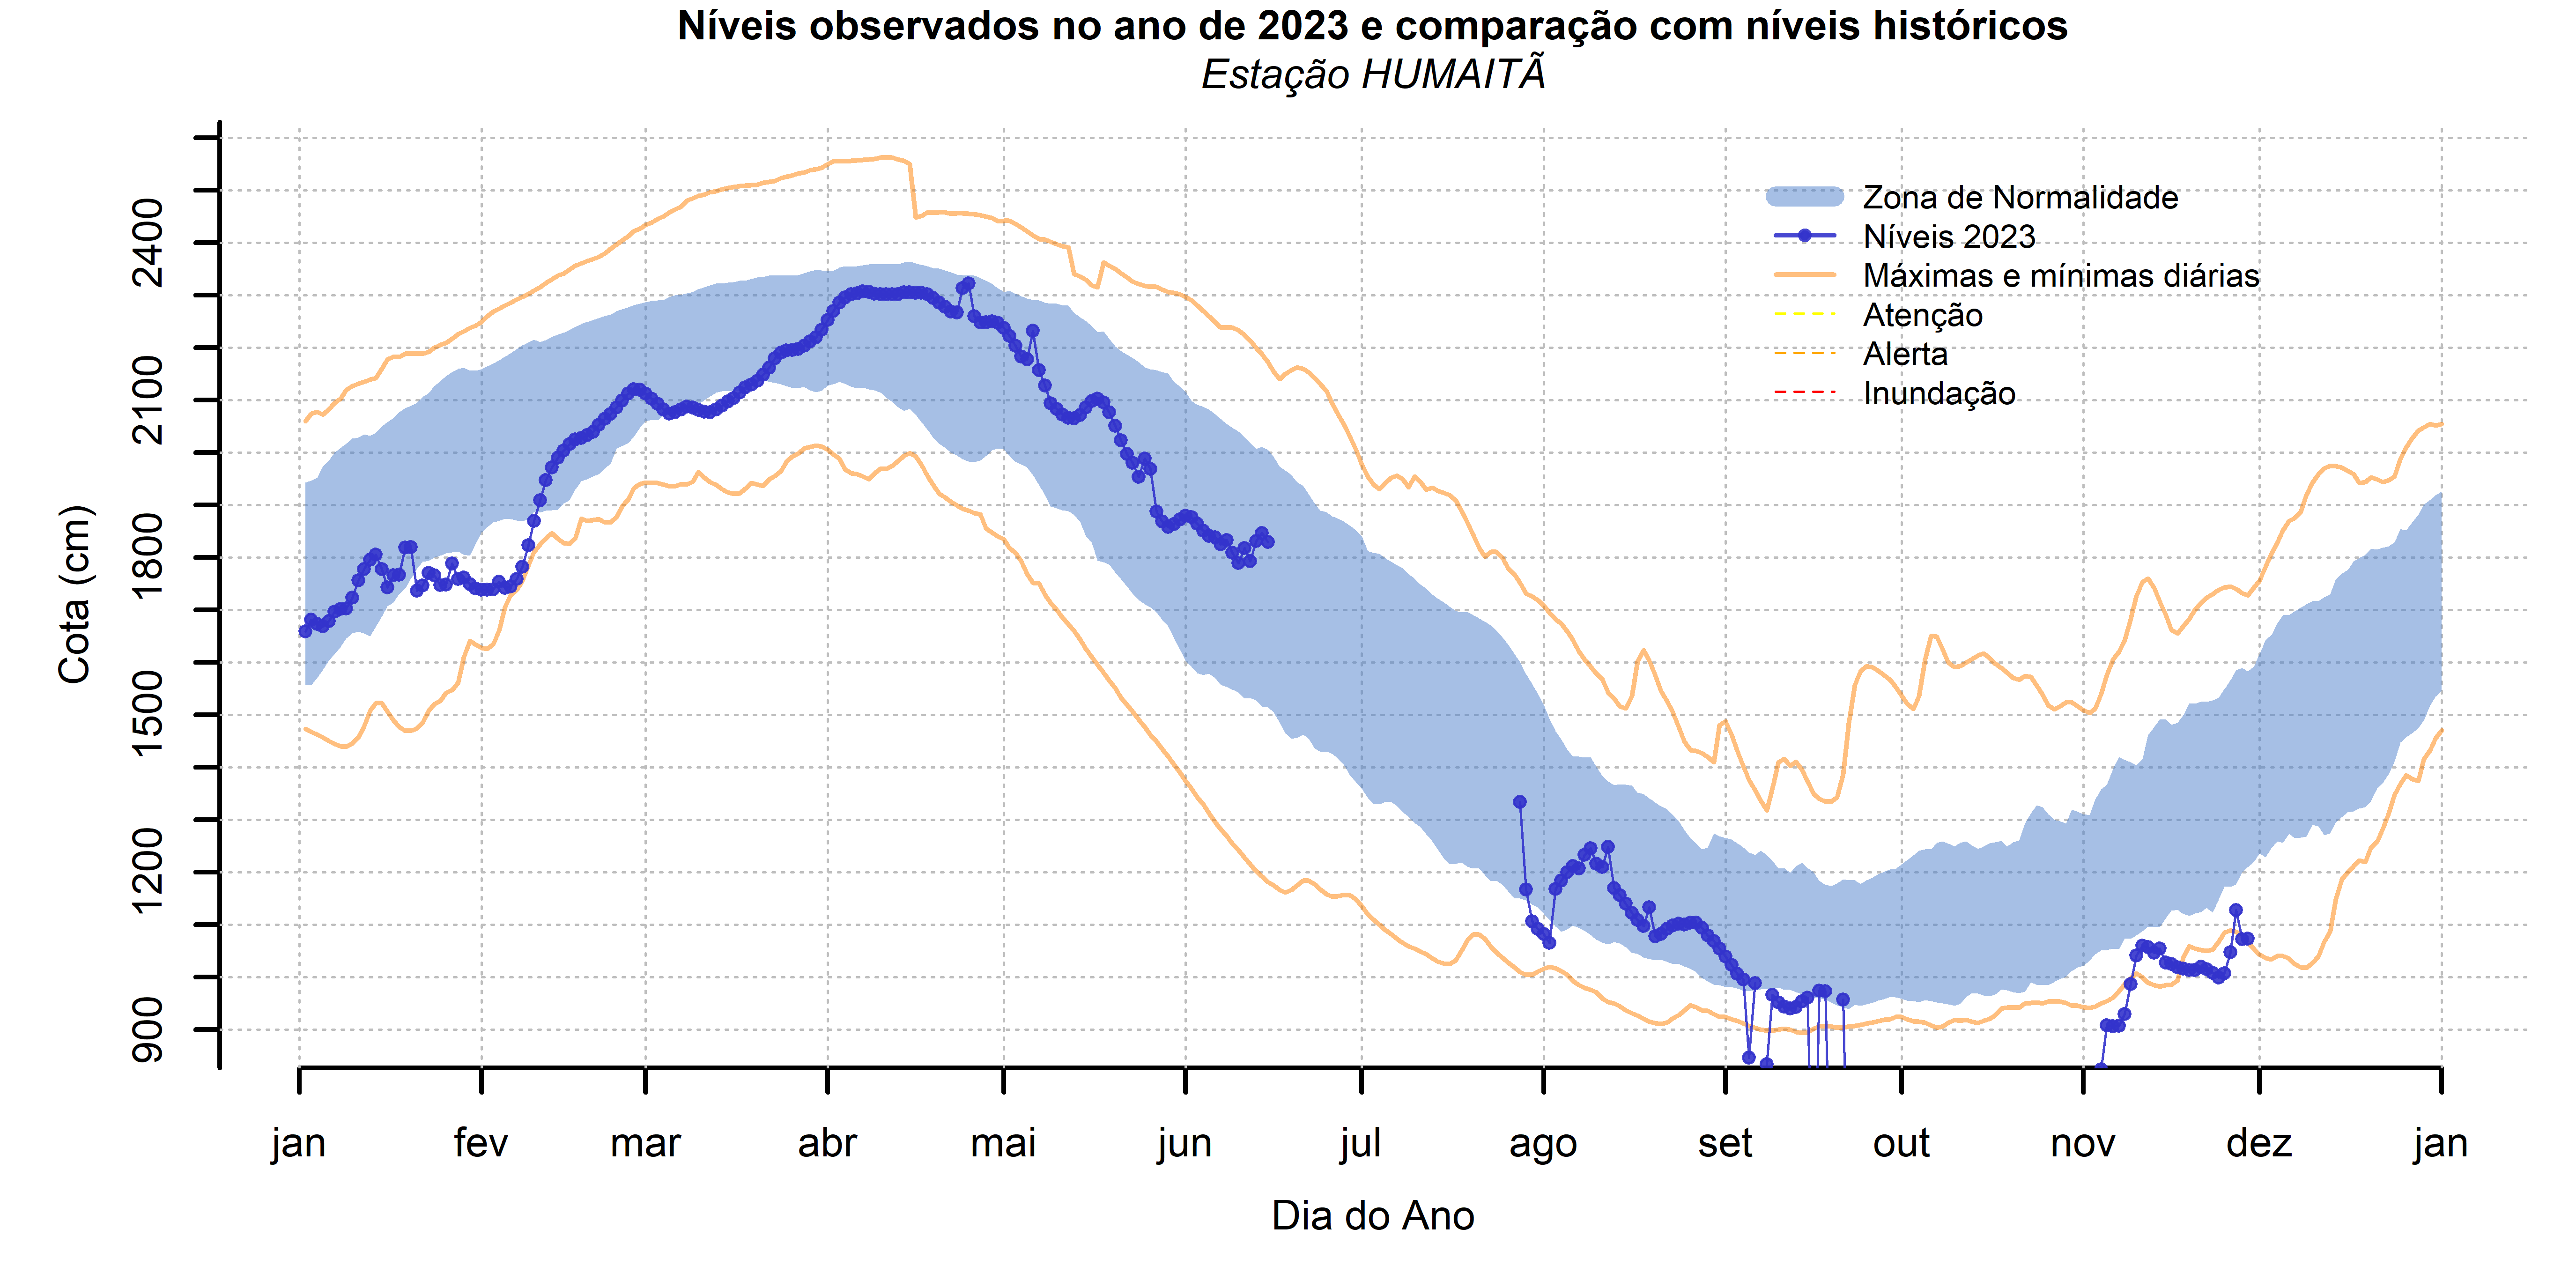 Níveis observados no ano de 2023 e comparação com níveis históricos
Estação HUMAITÃ
Cota (cm)
2400
2100
1800
1500
1200
900
Zona de Normalidade
Níveis 2023
Máximas e mínimas diárias
Atenção
Alerta
Inundação
jan fev mar abr mai jun jul ago set out nov dez jan
Dia do Ano